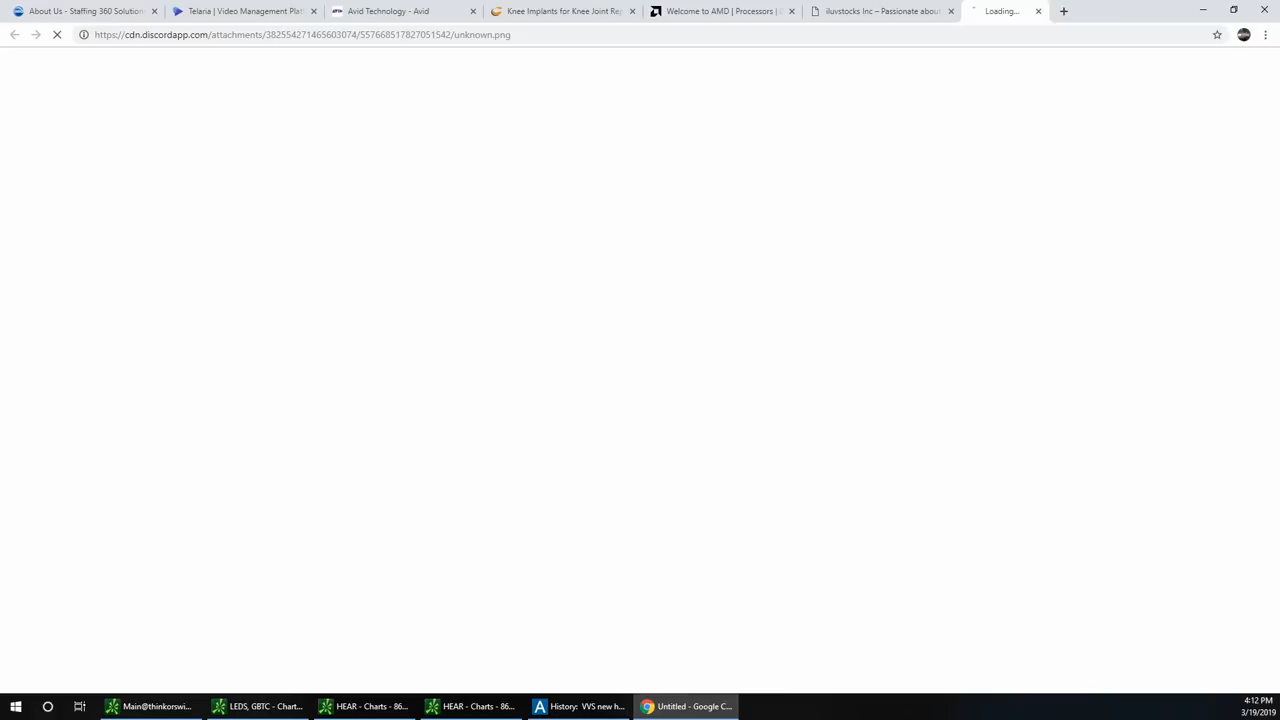 About Us - Staffing 360 Solution
Telaria | Video Management Plat
Avid Technology - Avid
Knee Implants for Knee Joint Rep
Welcome to AMD | Processors |
iluvstocks Inc – Passionate about
Loading...
https://cdn.discordapp.com/attachments/382554271465603074/557668517827051542/unknown.png
Main@thinkorswi...
LEDS, GBTC - Chart...
HEAR - Charts - 86...
HEAR - Charts - 86...
History: VVS new h...
Untitled - Google C...
4:12 PM
3/19/2019